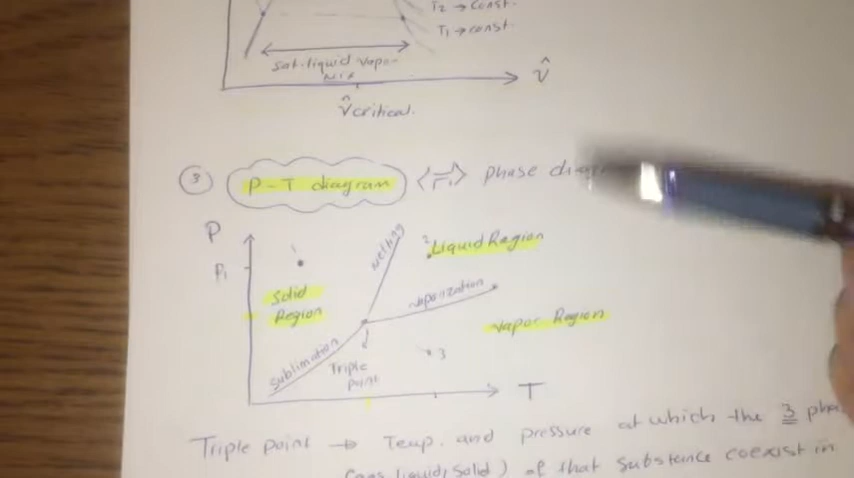 T2 → const.
T1 → const.
Sat-liquid vapor
Mix
v̂
v̂critical.
3 P-T diagram <=> phase
P
P1
1
Melting
2 Liquid Region
Solid
Region
Vaporization
Vapor Region
Sublimation
Triple
point
3
T
Triple point → Temp. and pressure at which the 3
liquid, solid) of that substance coexist in